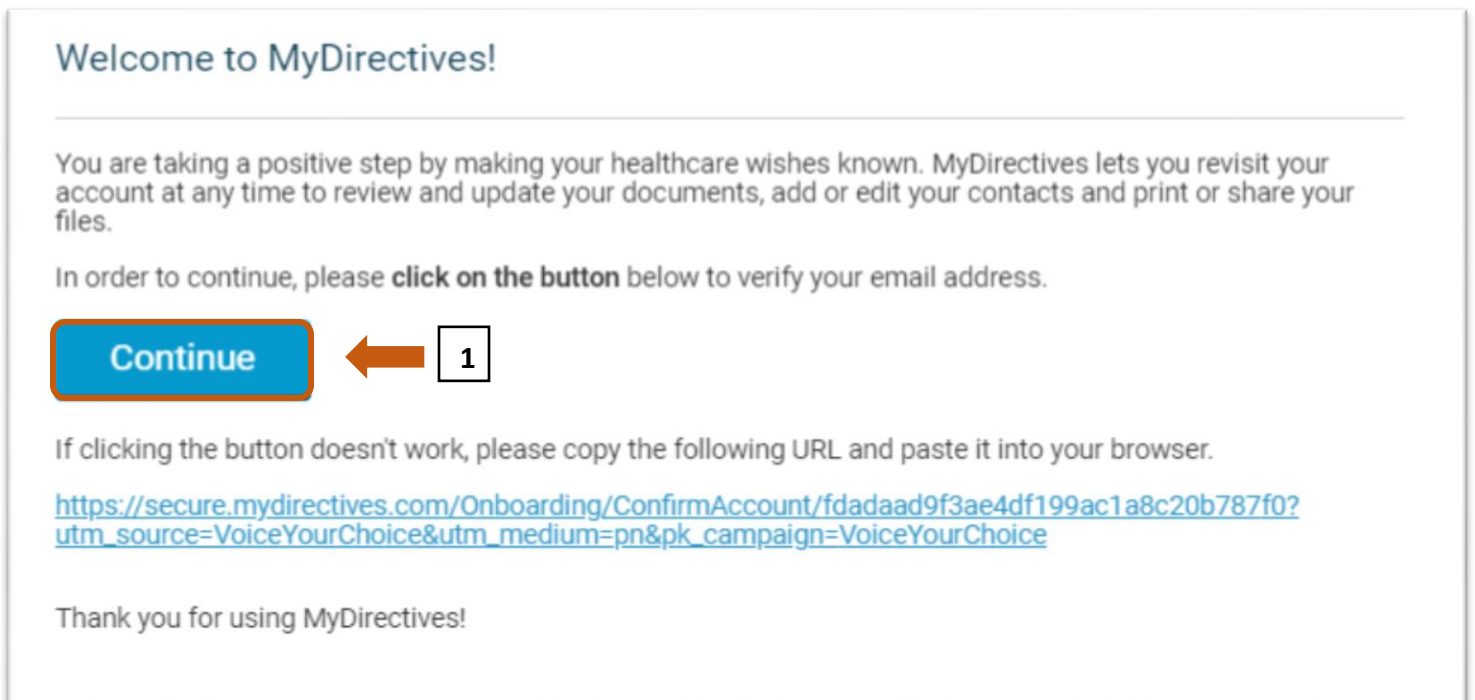 Welcome to MyDirectives!
You are taking a positive step by making your healthcare wishes known. MyDirectives lets you revisit your
account at any time to review and update your documents, add or edit your contacts and print or share your
files.
In order to continue, please click on the button below to verify your email address.
Continue
1
If clicking the button doesn't work, please copy the following URL and paste it into your browser.
https://secure.mydirectives.com/Onboarding/ConfirmAccount/fdadaad9f3ae4df199ac1a8c20b787f0?
utm_source=VoiceYourChoice&utm_medium=pn&pk_campaign=VoiceYourChoice
Thank you for using MyDirectives!